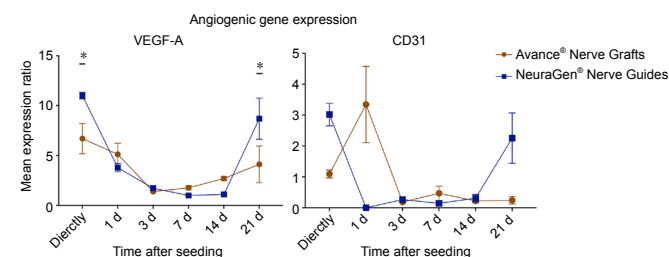 Angiogenic gene expression
VEGF-A
CD31
Avance® Nerve Grafts
NeuraGen® Nerve Guides
Mean expression ratio
15
10
5
0
*
*
Dierctly
1 d
3 d
7 d
14 d
21 d
Time after seeding
5
4
3
2
1
0
Dierctly
1 d
3 d
7 d
14 d
21 d
Time after seeding